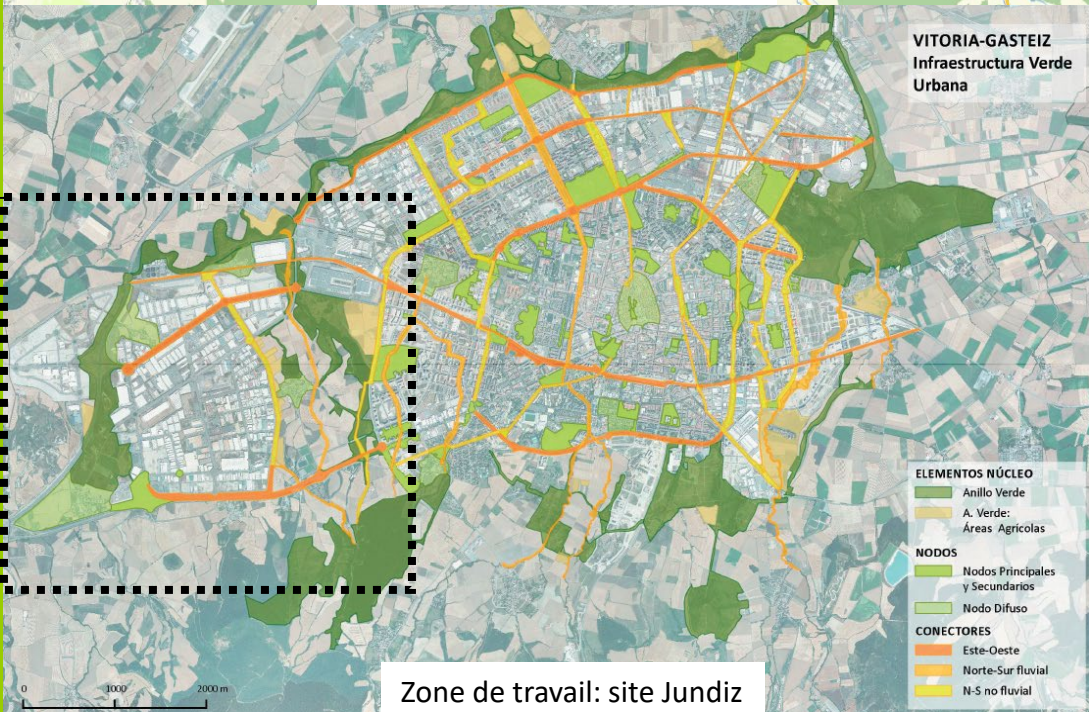 VITORIA-GASTEIZ
Infraestructura Verde
Urbana
ELEMENTOS NÚCLEO
Anillo Verde
A. Verde:
Áreas Agrícolas
NODOS
Nodos Principales
y Secundarios
Nodo Difuso
CONECTORES
Este-Oeste
Norte-Sur fluvial
N-S no fluvial
0 1000 2000 m
Zone de travail: site Jundiz